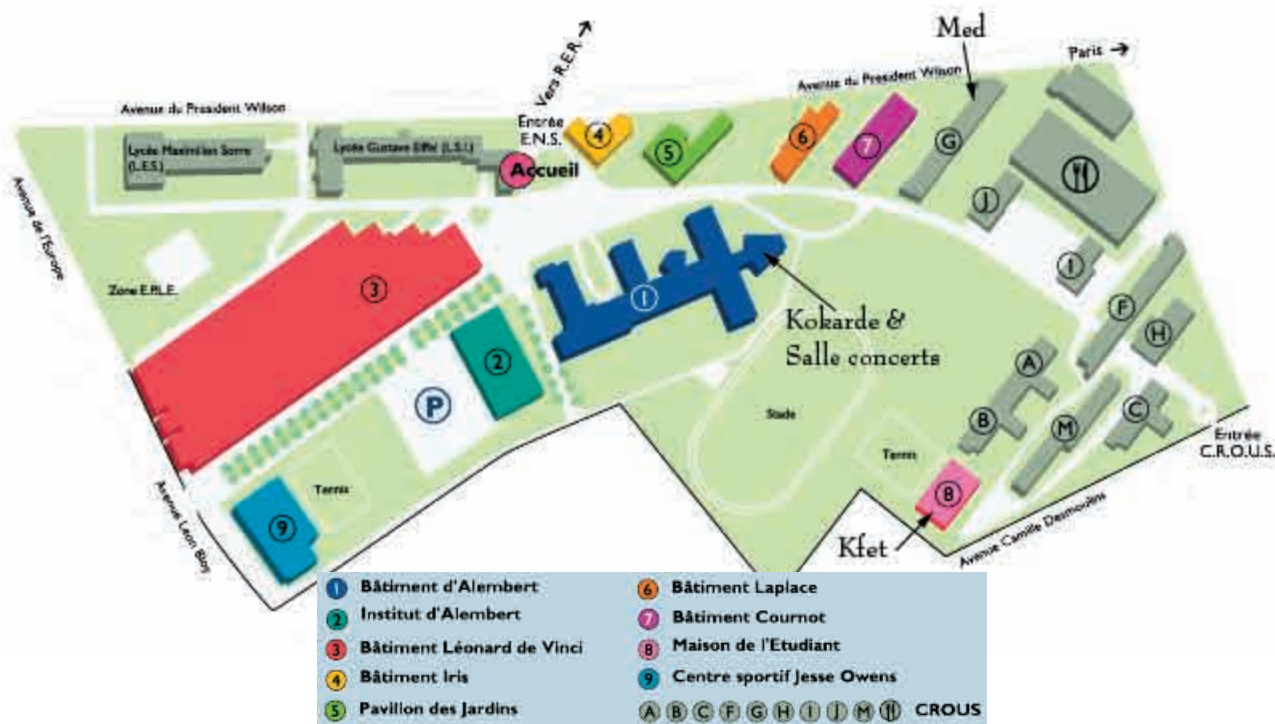 Med
Paris →
Vers R.E.R.
Avenue du President Wilson
Avenue du President Wilson
Entrée
E.N.S.
Lycée Maximilien Sorre
(L.E.S.)
Lycée Gustave Eiffel (L.S.I.)
Accueil
4
5
6
7
G
J
I
F
H
A
B
M
C
Avenue de l'Europe
Zone E.P.L.E.
3
1
2
P
Kokarde &
Salle concerts
Stade
Tennis
Tennis
8
9
Kfet
Entrée
C.R.O.U.S.
Avenue Camille Desmoulins
Avenue Léon Bloy
1 Bâtiment d'Alembert
2 Institut d'Alembert
3 Bâtiment Léonard de Vinci
4 Bâtiment Iris
5 Pavillon des Jardins
6 Bâtiment Laplace
7 Bâtiment Cournot
8 Maison de l'Etudiant
9 Centre sportif Jesse Owens
A B C F G H I J M CROUS